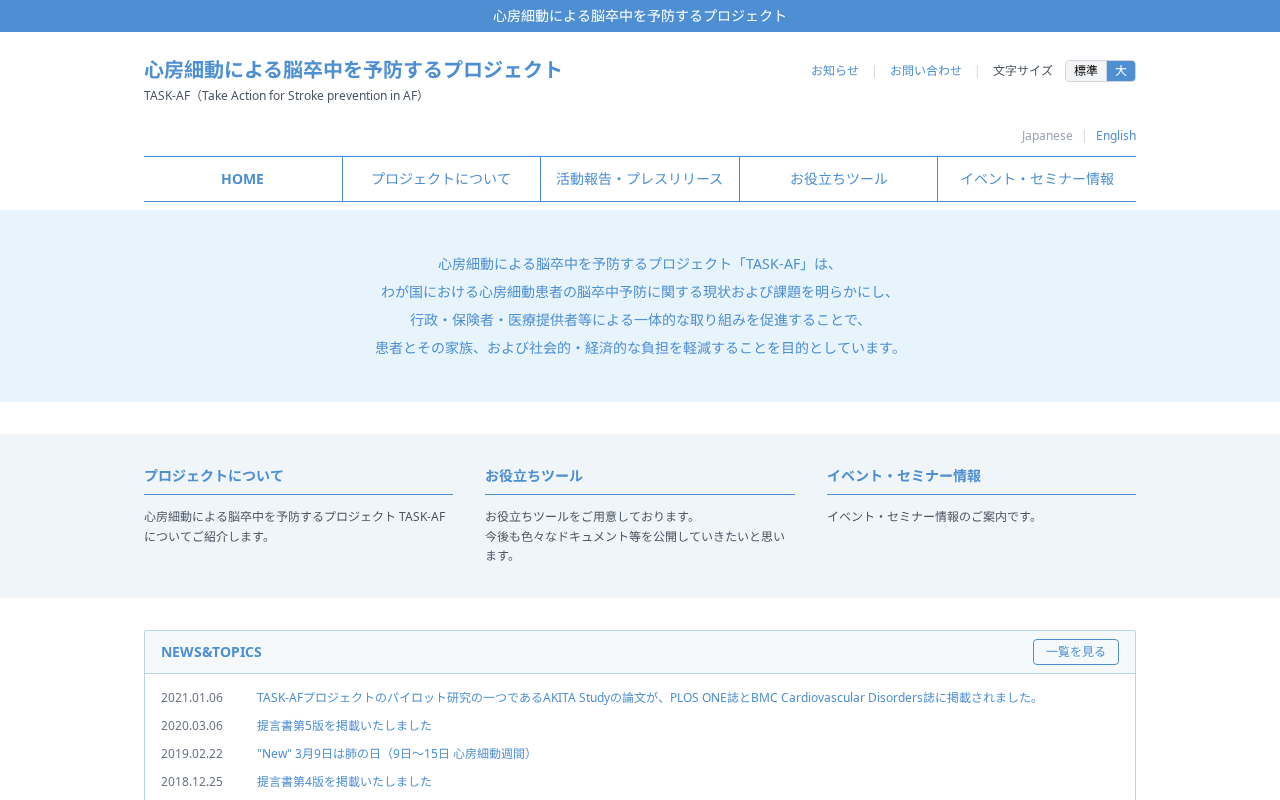 心房細動による脳卒中を予防するプロジェクト
心房細動による脳卒中を予防するプロジェクト
TASK-AF（Take Action for Stroke prevention in AF）
お知らせ | お問い合わせ | 文字サイズ 標準 大
Japanese | English
HOME プロジェクトについて 活動報告・プレスリリース お役立ちツール イベント・セミナー情報
心房細動による脳卒中を予防するプロジェクト「TASK-AF」は、
わが国における心房細動患者の脳卒中予防に関する現状および課題を明らかにし、
行政・保険者・医療提供者等による一体的な取り組みを促進することで、
患者とその家族、および社会的・経済的な負担を軽減することを目的としています。
プロジェクトについて
心房細動による脳卒中を予防するプロジェクト TASK-AF
についてご紹介します。
お役立ちツール
お役立ちツールをご用意しております。
今後も色々なドキュメント等を公開していきたいと思い
ます。
イベント・セミナー情報
イベント・セミナー情報のご案内です。
NEWS&TOPICS 一覧を見る
2021.01.06 TASK-AFプロジェクトのパイロット研究の一つであるAKITA Studyの論文が、PLOS ONE誌とBMC Cardiovascular Disorders誌に掲載されました。
2020.03.06 提言書第5版を掲載いたしました
2019.02.22 "New" 3月9日は肺の日（9日〜15日 心房細動週間）
2018.12.25 提言書第4版を掲載いたしました